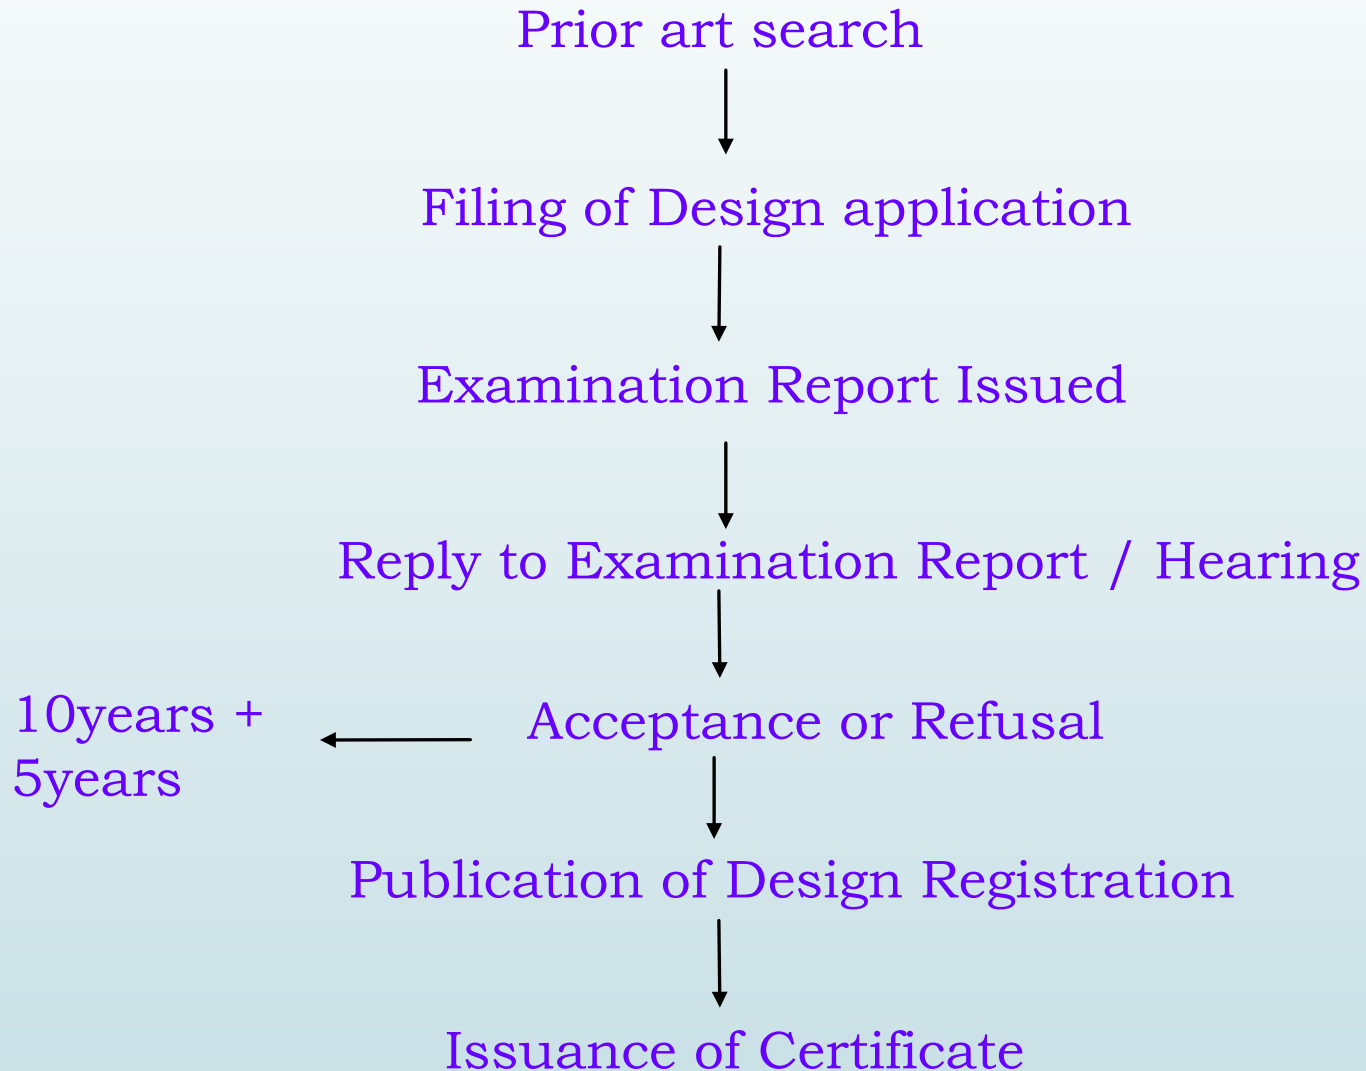 Prior art search
Filing of Design application
Examination Report Issued
Reply to Examination Report / Hearing
10years +
5years
Acceptance or Refusal
Publication of Design Registration
Issuance of Certificate